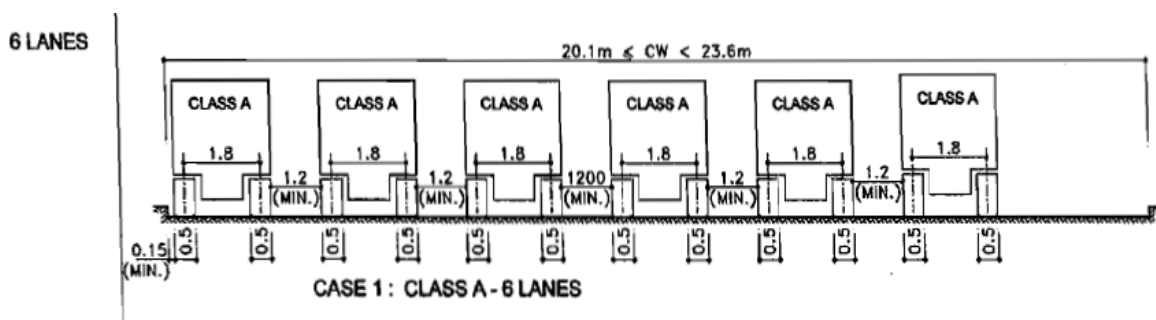 6 LANES
20.1m ≤ CW < 23.6m
CLASS A CLASS A CLASS A CLASS A CLASS A CLASS A
1.8 1.8 1.8 1.8 1.8 1.8
1.2 1.2 1200 1.2 1.2
(MIN.) (MIN.) (MIN.) (MIN.) (MIN.)
0.15 0.5 0.5 0.5 0.5 0.5 0.5 0.5 0.5 0.5 0.5 0.5 0.5
(MIN.)
CASE 1 : CLASS A - 6 LANES